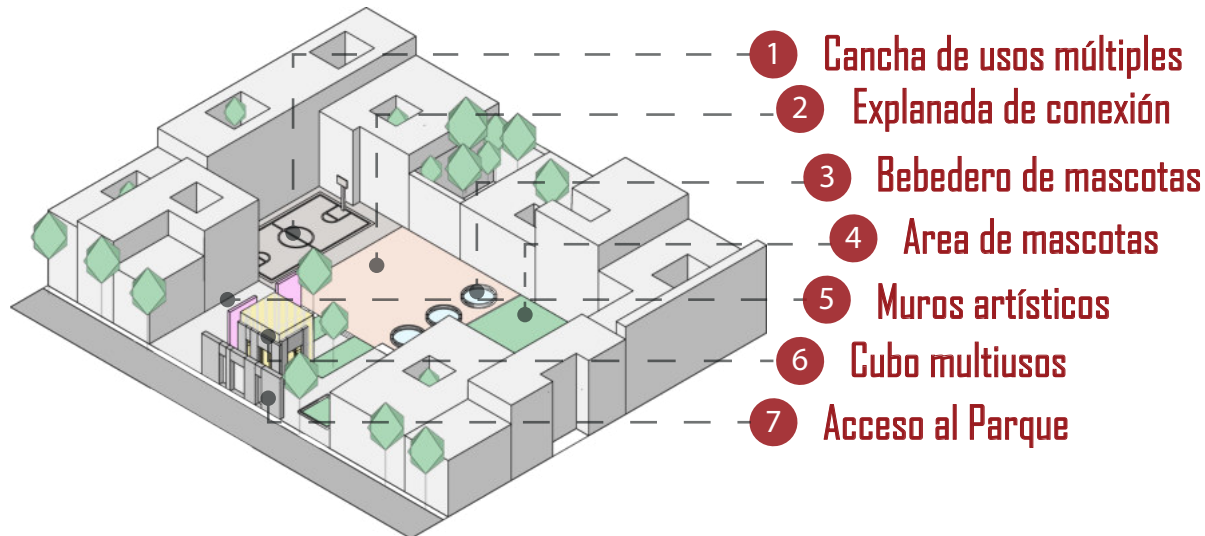 1 Cancha de usos múltiples
2 Explanada de conexión
3 Bebedero de mascotas
4 Area de mascotas
5 Muros artísticos
6 Cubo multiusos
7 Acceso al Parque